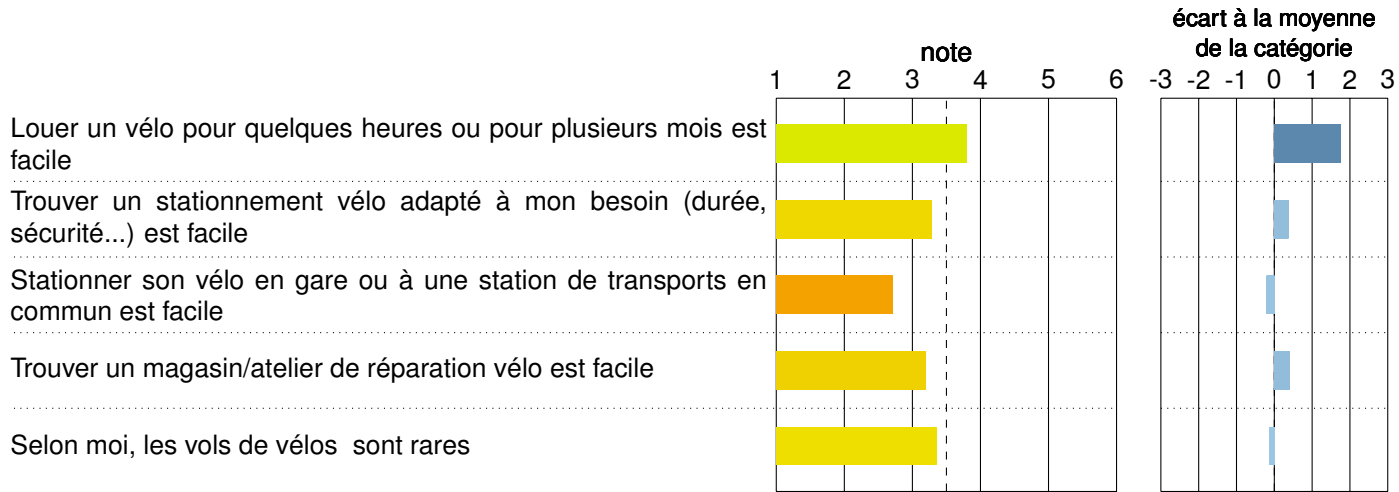 écart à la moyenne
note de la catégorie
1 2 3 4 5 6 -3 -2 -1 0 1 2 3
Louer un vélo pour quelques heures ou pour plusieurs mois est
facile
Trouver un stationnement vélo adapté à mon besoin (durée,
sécurité...) est facile
Stationner son vélo en gare ou à une station de transports en
commun est facile
Trouver un magasin/atelier de réparation vélo est facile
Selon moi, les vols de vélos sont rares